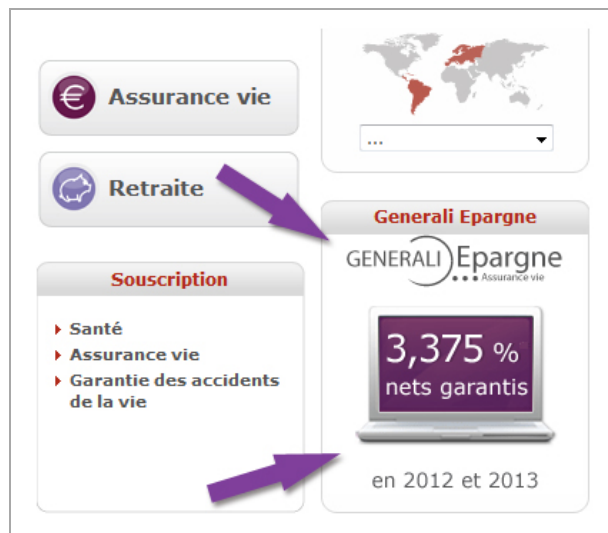 Assurance vie
Retraite
Souscription
Santé
Assurance vie
Garantie des accidents
de la vie
...
Generali Epargne
GENERALI Epargne
Assurance vie
3,375 %
nets garantis
en 2012 et 2013